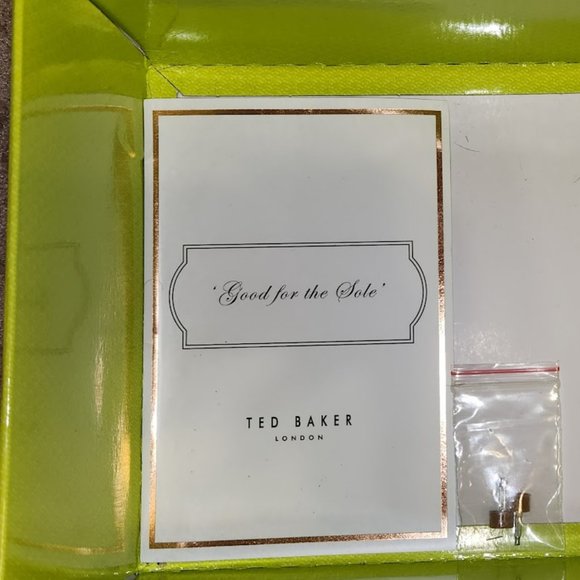 ‘Good for the Sole’
TED BAKER
LONDON